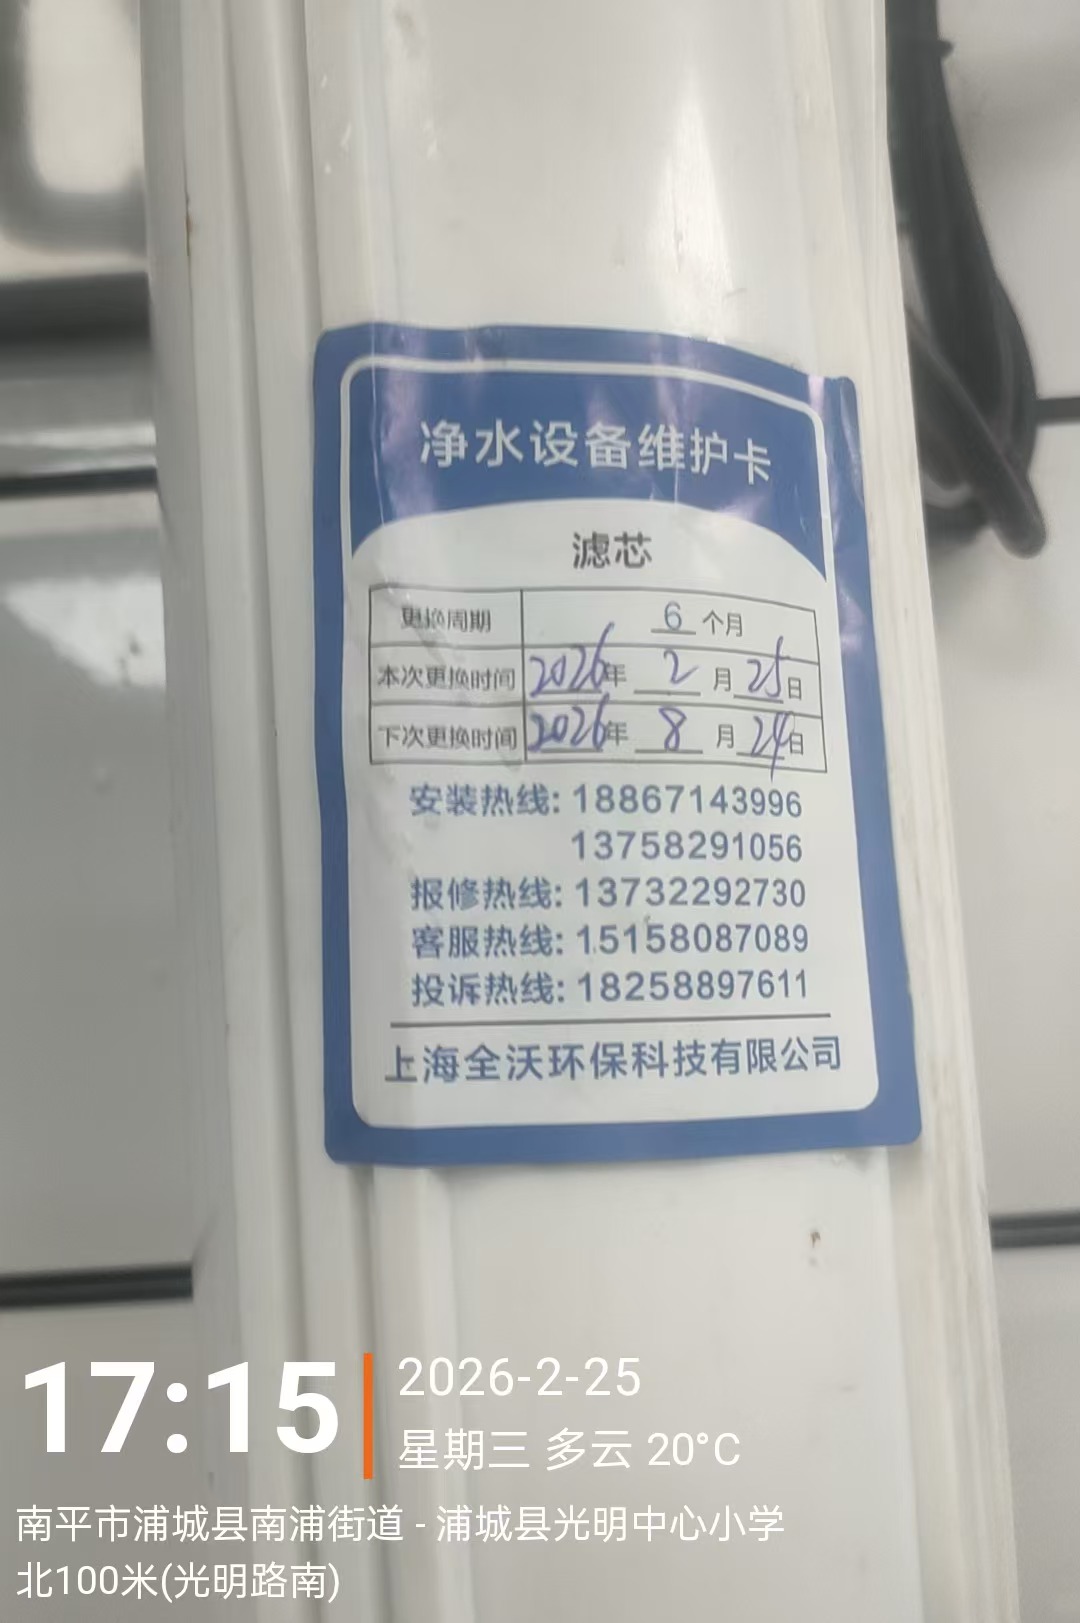 净水设备维护卡
滤芯
更换周期 6 个月
本次更换时间 2026年 2 月 25日
下次更换时间 2026年 8 月 24日
安装热线: 18867143996
13758291056
报修热线: 13732292730
客服热线: 15158087089
投诉热线: 18258897611
上海全沃环保科技有限公司
17:15
2026-2-25
星期三 多云 20°C
南平市浦城县南浦街道 - 浦城县光明中心小学
北100米(光明路南)